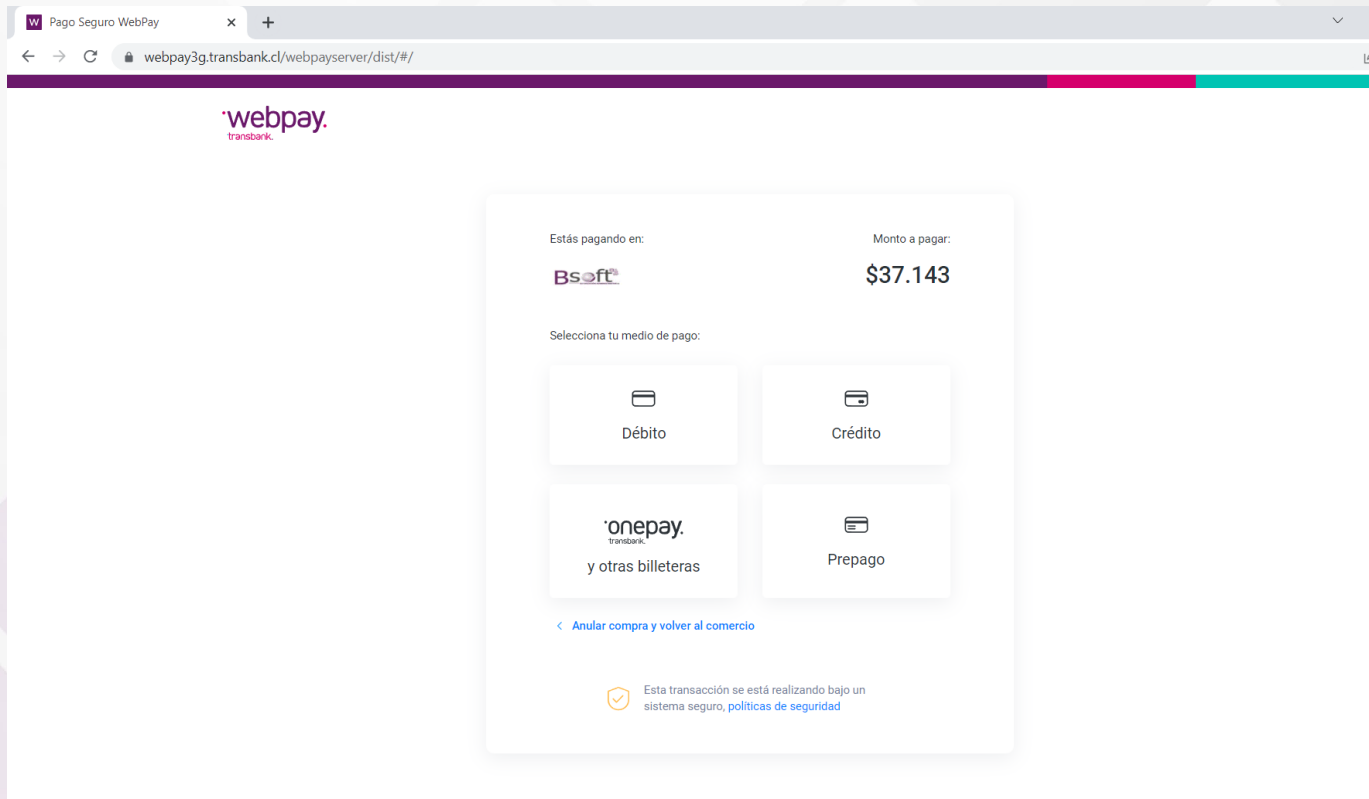 W Pago Seguro WebPay
webpay3g.transbank.cl/webpayserver/dist/#/
webpay.
transbank.
Estás pagando en:
Monto a pagar:
Bsoft
$37.143
Selecciona tu medio de pago:
Débito
Crédito
onepay.
transbank.
y otras billeteras
Prepago
Anular compra y volver al comercio
Esta transacción se está realizando bajo un
sistema seguro, políticas de seguridad